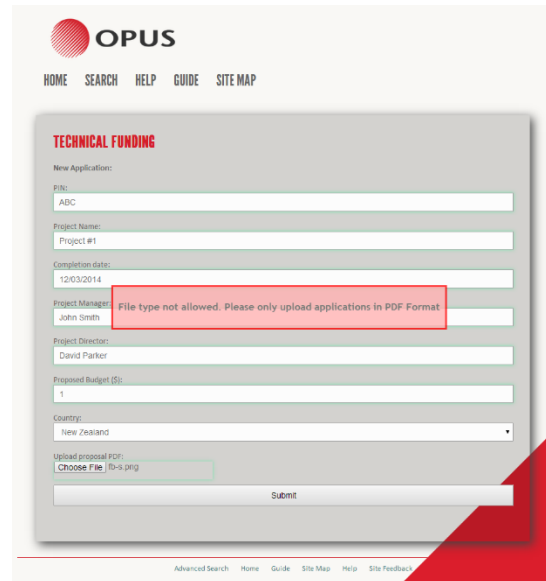 OPUS
HOME SEARCH HELP GUIDE SITE MAP
TECHNICAL FUNDING
New Application:
PIN:
ABC
Project Name:
Project #1
Completion date:
12/03/2014
File type not allowed. Please only upload applications in PDF Format
Project Manager:
John Smith
Project Director:
David Parker
Proposed Budget ($):
1
Country:
New Zealand
Upload proposal PDF:
Choose File fb-s.png
Submit
Advanced Search Home Guide Site Map Help Site Feedback